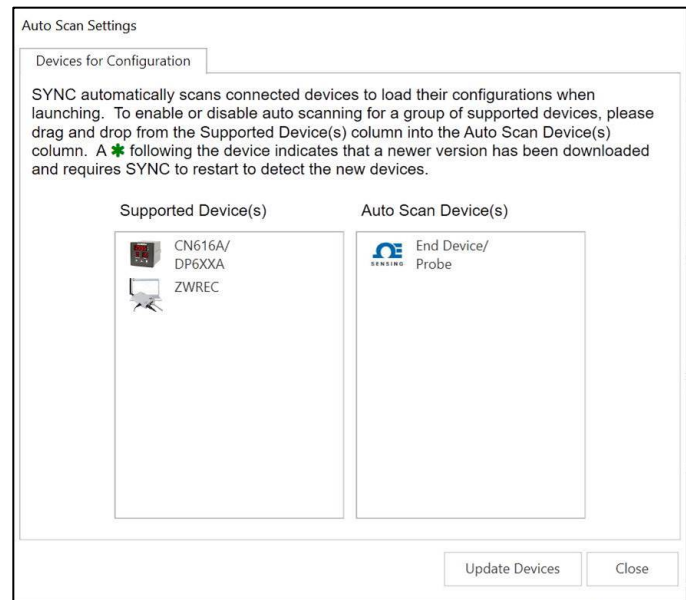 Auto Scan Settings
Devices for Configuration
SYNC automatically scans connected devices to load their configurations when
launching. To enable or disable auto scanning for a group of supported devices, please
drag and drop from the Supported Device(s) column into the Auto Scan Device(s)
column. A ✱ following the device indicates that a newer version has been downloaded
and requires SYNC to restart to detect the new devices.
Supported Device(s)
CN616A/
DP6XXA
ZWREC
Auto Scan Device(s)
SENSING
End Device/
Probe
Update Devices
Close